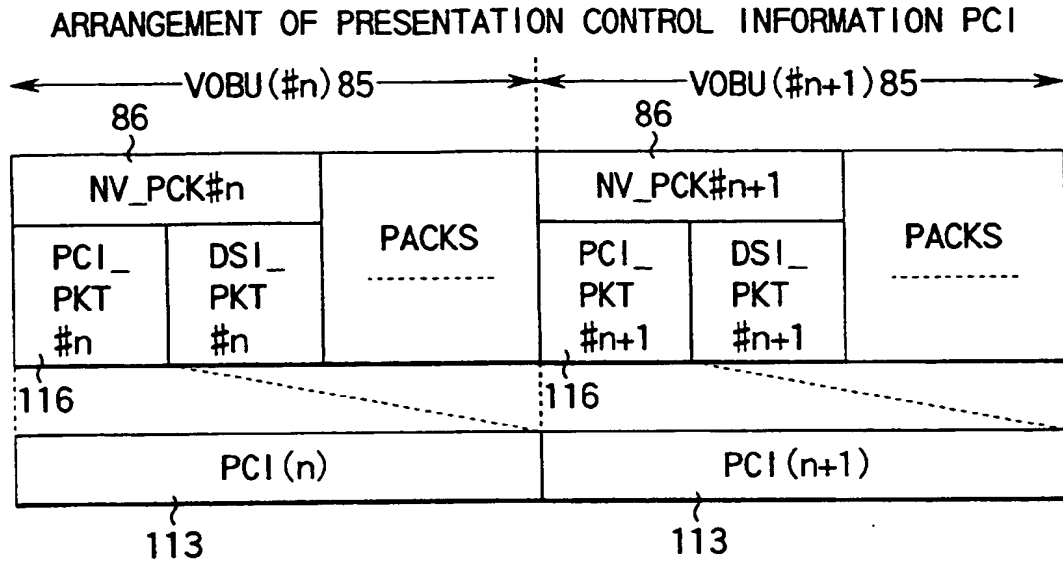 ARRANGEMENT OF PRESENTATION CONTROL INFORMATION PCI
VOBU(#n)85
VOBU(#n+1)85
86
86
NV_PCK#n
PACKS
NV_PCK#n+1
PACKS
PCI_
PKT
#n
DSI_
PKT
#n
PCI_
PKT
#n+1
DSI_
PKT
#n+1
116
116
PCI(n)
PCI(n+1)
113
113